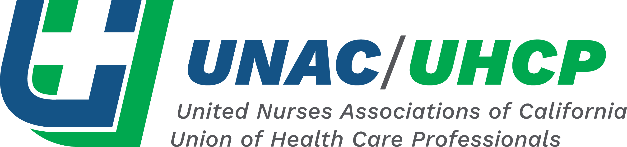 UNAC/UHCP
United Nurses Associations of California
Union of Health Care Professionals